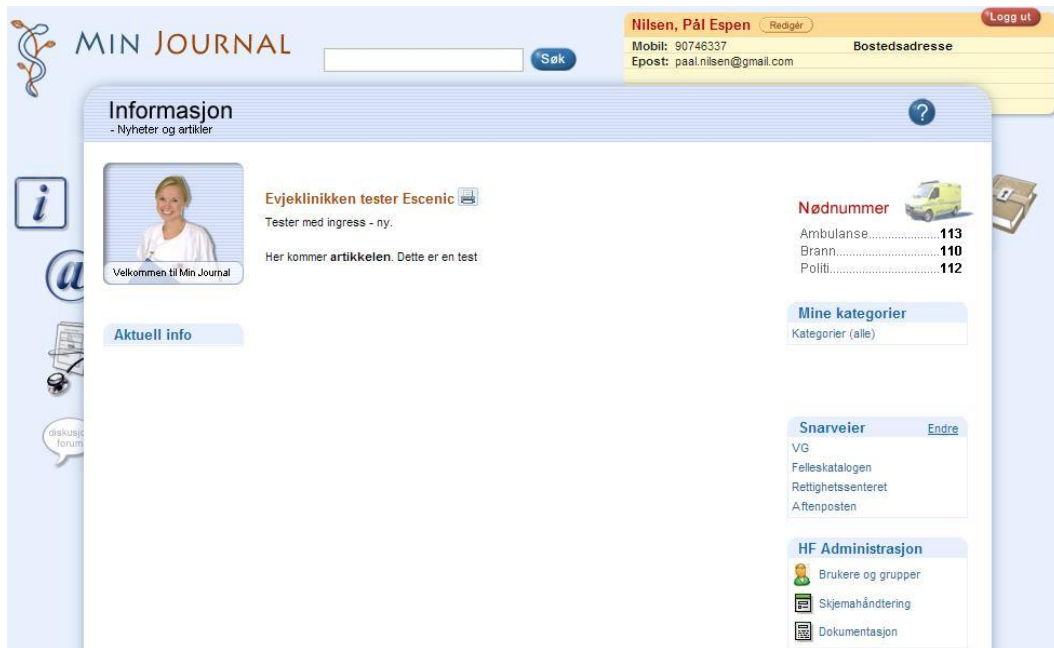 MIN JOURNAL
Søk
Nilsen, Pål Espen Redigér
Logg ut
Mobil: 90746337 Bostedsadresse
Epost: paal.nilsen@gmail.com
Informasjon
- Nyheter og artikler
?
i
@
diskusjo
forum
Velkommen til Min Journal
Aktuell info
Evjeklinikken tester Escenic
Tester med ingress - ny.
Her kommer artikkelen. Dette er en test
Nødnummer
Ambulanse......................113
Brann...............................110
Politi.................................112
Mine kategorier
Kategorier (alle)
Snarveier Endre
VG
Felleskatalogen
Rettighetssenteret
Aftenposten
HF Administrasjon
Brukere og grupper
Skjemahåndtering
Dokumentasjon